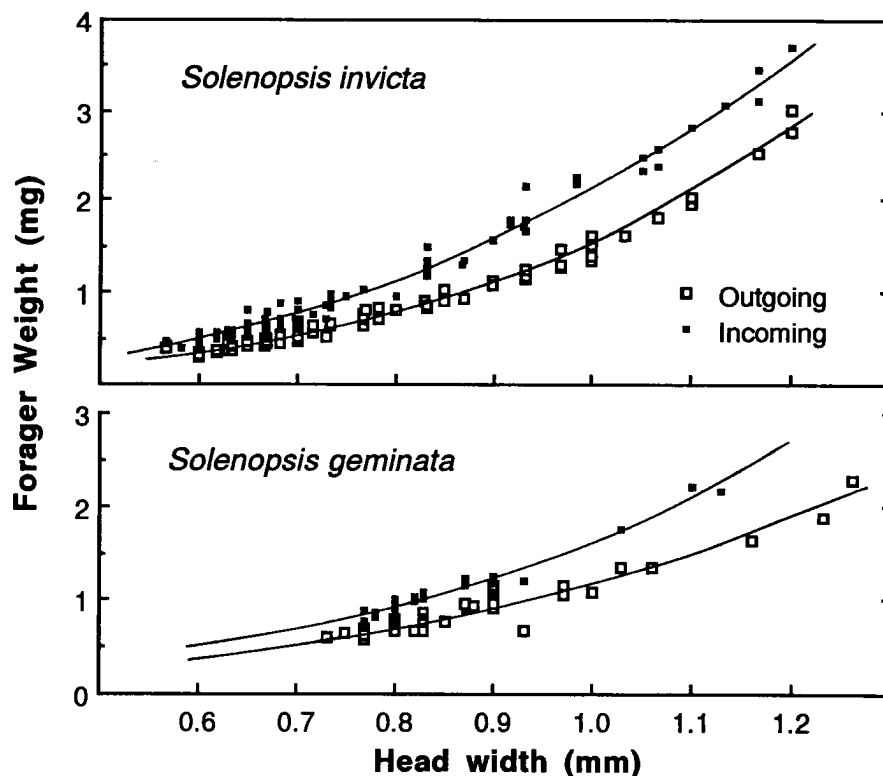 4
Solenopsis invicta
3
2
1
Outgoing
Incoming
Forager Weight (mg)
3
Solenopsis geminata
2
1
0
0.6 0.7 0.8 0.9 1.0 1.1 1.2
Head width (mm)